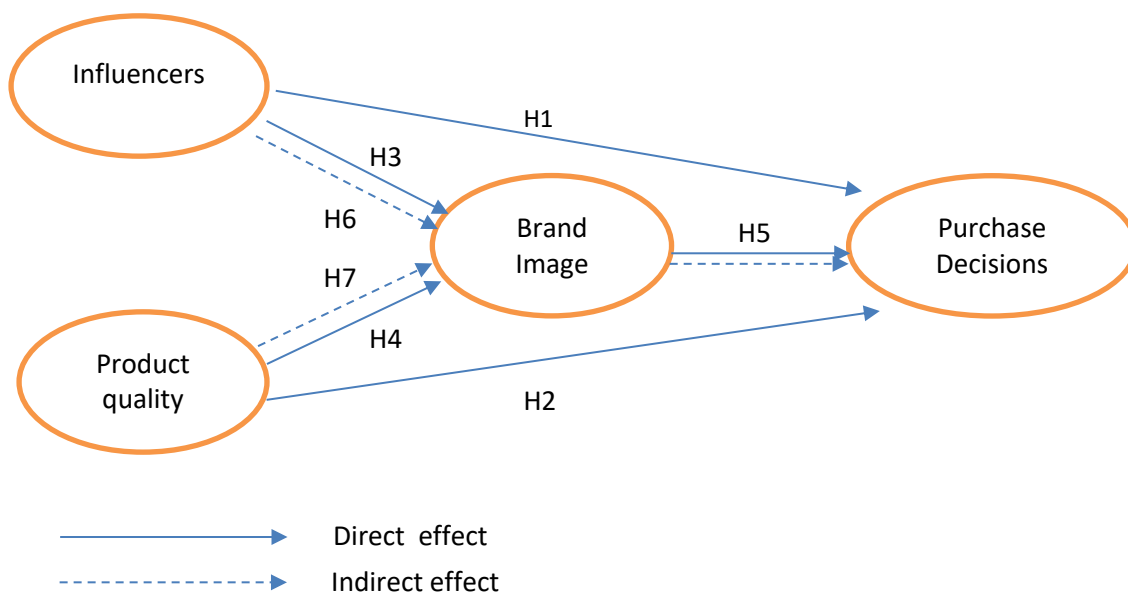 Influencers
H1
H3
H6
Brand
Image
H5
Purchase
Decisions
H7
H4
Product
quality
H2
Direct  effect
Indirect effect